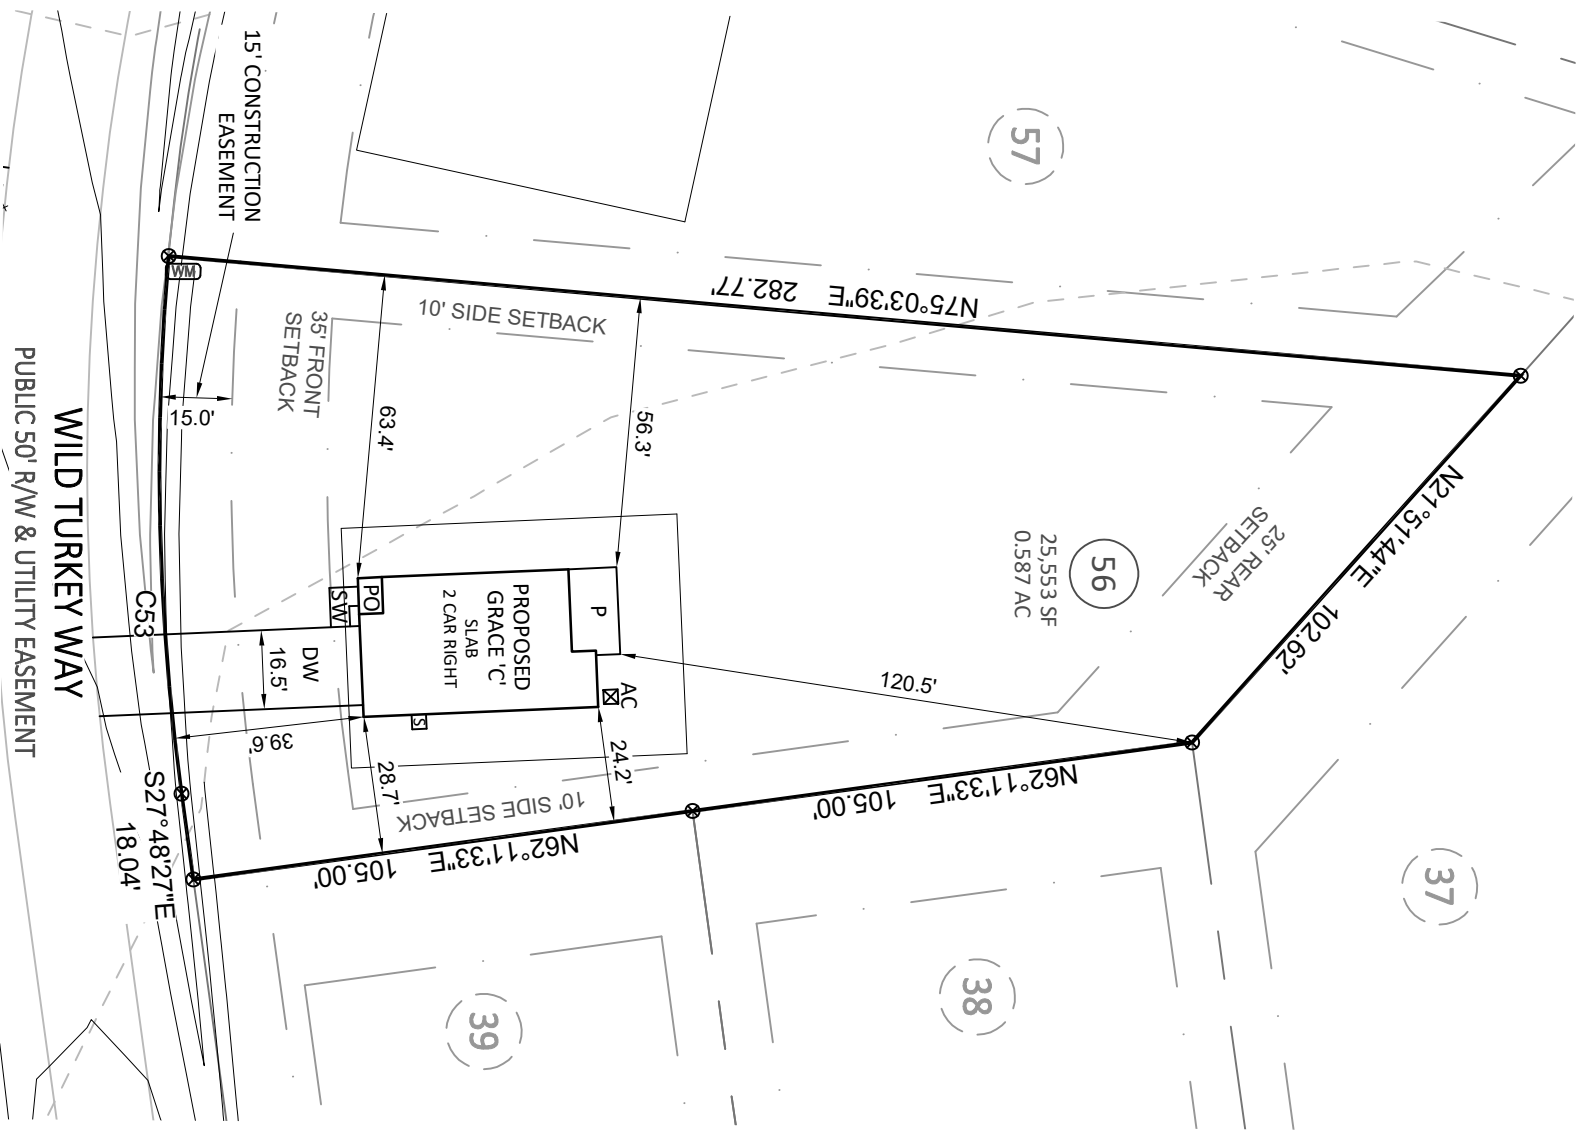 15' CONSTRUCTION
EASEMENT
57
WM
N75°03'39"E 282.77'
10' SIDE SETBACK
35' FRONT
SETBACK
15.0'
63.4'
56.3'
N21°51'44"E
102.62'
25' REAR
SETBACK
56
25,553 SF
0.587 AC
WILD TURKEY WAY
PUBLIC 50' R/W & UTILITY EASEMENT
C53
SW
PO
PROPOSED
GRACE 'C'
SLAB
2 CAR RIGHT
P
AC
S
DW
16.5'
39.6'
28.7'
24.2'
120.5'
10' SIDE SETBACK
N62°11'33"E 105.00'
N62°11'33"E 105.00'
S27°48'27"E
18.04'
37
38
39